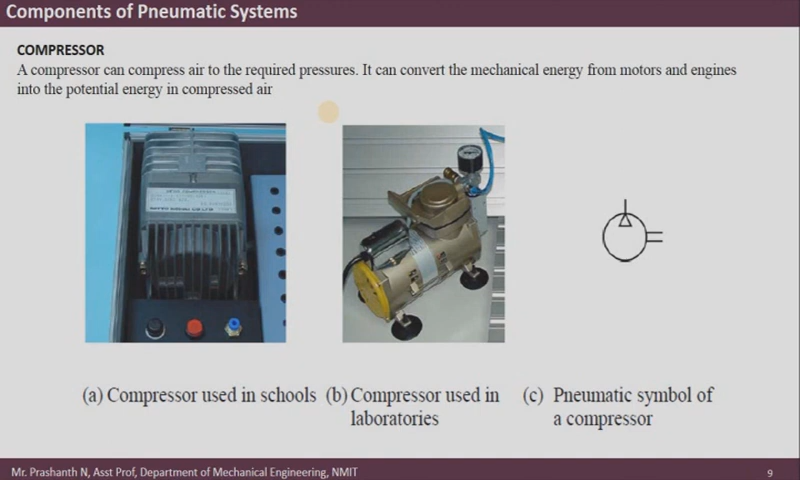 Components of Pneumatic Systems
COMPRESSOR
A compressor can compress air to the required pressures. It can convert the mechanical energy from motors and engines
into the potential energy in compressed air
(a) Compressor used in schools
(b) Compressor used in
laboratories
(c) Pneumatic symbol of
a compressor
Mr. Prashanth N, Asst Prof, Department of Mechanical Engineering, NMIT
9